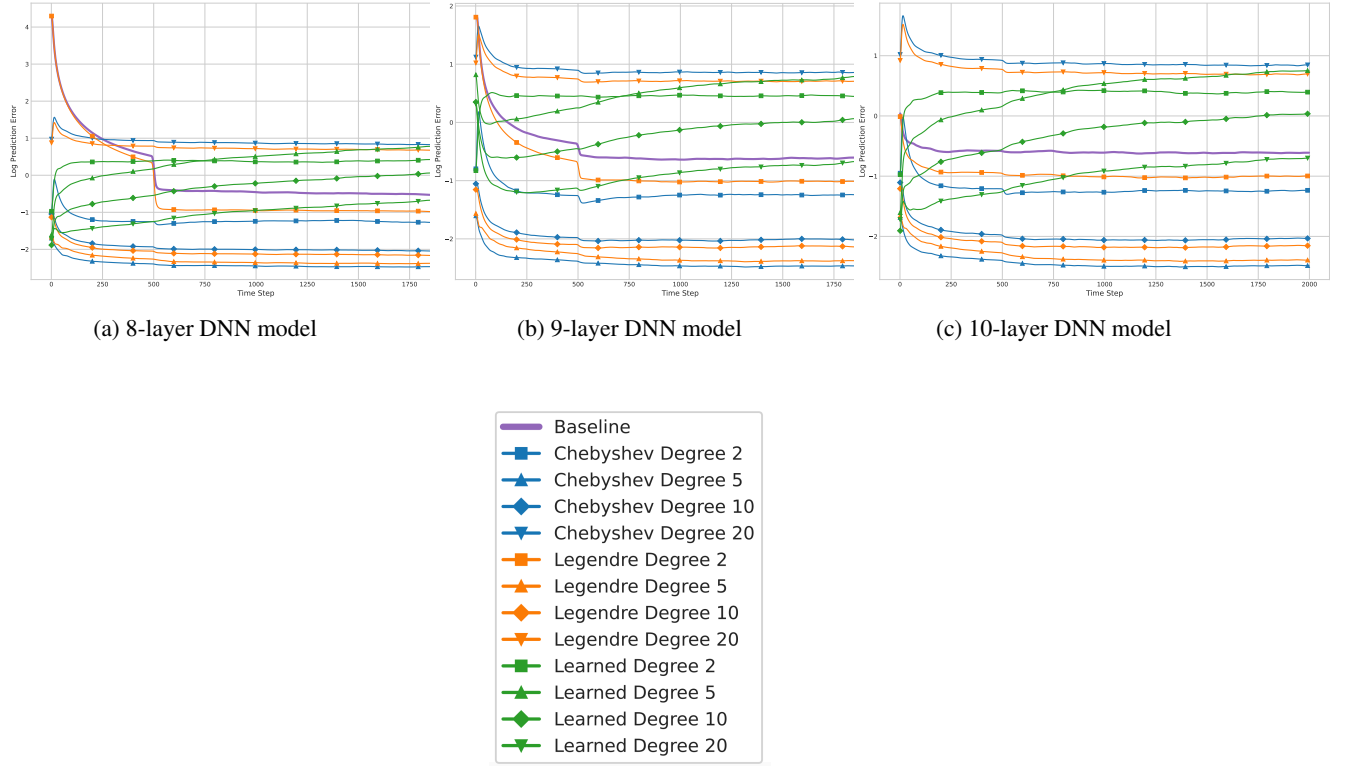 4
3
2
1
0
−1
−2
Log Prediction Error
0 250 500 750 1000 1250 1500 1750
Time Step
(a) 8-layer DNN model
2
1
0
−1
−2
Log Prediction Error
0 250 500 750 1000 1250 1500 1750
Time Step
(b) 9-layer DNN model
1
0
−1
−2
Log Prediction Error
0 250 500 750 1000 1250 1500 1750 2000
Time Step
(c) 10-layer DNN model
Baseline
Chebyshev Degree 2
Chebyshev Degree 5
Chebyshev Degree 10
Chebyshev Degree 20
Legendre Degree 2
Legendre Degree 5
Legendre Degree 10
Legendre Degree 20
Learned Degree 2
Learned Degree 5
Learned Degree 10
Learned Degree 20